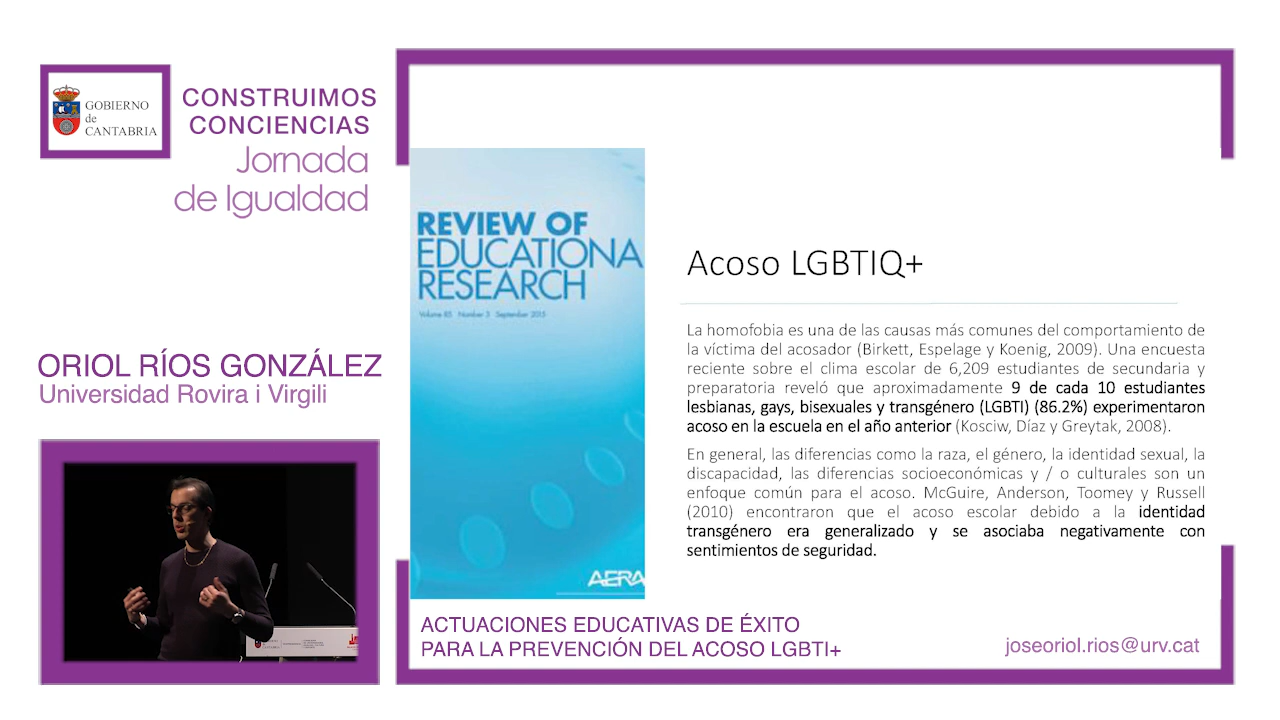 GOBIERNO
de
CANTABRIA
CONSTRUIMOS
CONCIENCIAS
Jornada
de Igualdad
ORIOL RÍOS GONZÁLEZ
Universidad Rovira i Virgili
REVIEW OF
EDUCATIONA
RESEARCH
Volume 85 Number 3 September 2015
AERA
Acoso LGBTIQ+
La homofobia es una de las causas más comunes del comportamiento de
la víctima del acosador (Birkett, Espelage y Koenig, 2009). Una encuesta
reciente sobre el clima escolar de 6,209 estudiantes de secundaria y
preparatoria reveló que aproximadamente 9 de cada 10 estudiantes
lesbianas, gays, bisexuales y transgénero (LGBTI) (86.2%) experimentaron
acoso en la escuela en el año anterior (Kosciw, Díaz y Greytak, 2008).
En general, las diferencias como la raza, el género, la identidad sexual, la
discapacidad, las diferencias socioeconómicas y / o culturales son un
enfoque común para el acoso. McGuire, Anderson, Toomey y Russell
(2010) encontraron que el acoso escolar debido a la identidad
transgénero era generalizado y se asociaba negativamente con
sentimientos de seguridad.
ACTUACIONES EDUCATIVAS DE ÉXITO
PARA LA PREVENCIÓN DEL ACOSO LGBTI+
joseoriol.rios@urv.cat